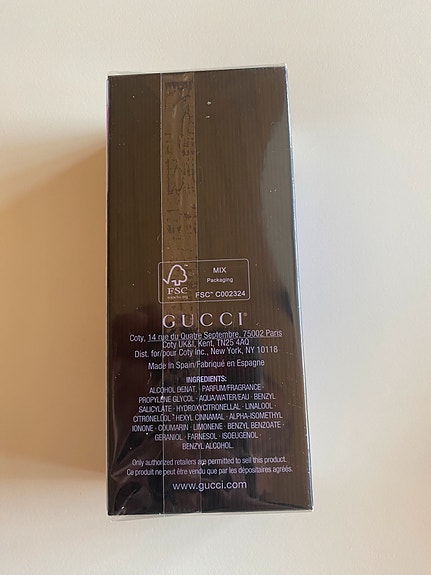 MIX
Packaging
FSC
www.fsc.org
FSC™ C002324
GUCCI
Coty, 14 rue du Quatre Septembre, 75002 Paris
Coty UK&I, Kent, TN25 4AQ
Dist. for/pour Coty Inc., New York, NY 10118
Made in Spain/Fabriqué en Espagne
INGREDIENTS:
ALCOHOL DENAT. · PARFUM/FRAGRANCE ·
PROPYLENE GLYCOL · AQUA/WATER/EAU · BENZYL
SALICYLATE · HYDROXYCITRONELLAL · LINALOOL ·
CITRONELLOL · HEXYL CINNAMAL · ALPHA-ISOMETHYL
IONONE · COUMARIN · LIMONENE · BENZYL BENZOATE ·
GERANIOL · FARNESOL · ISOEUGENOL ·
BENZYL ALCOHOL.
Only authorized retailers are permitted to sell this product.
Ce produit ne peut être vendu que par les dépositaires agréés.
www.gucci.com